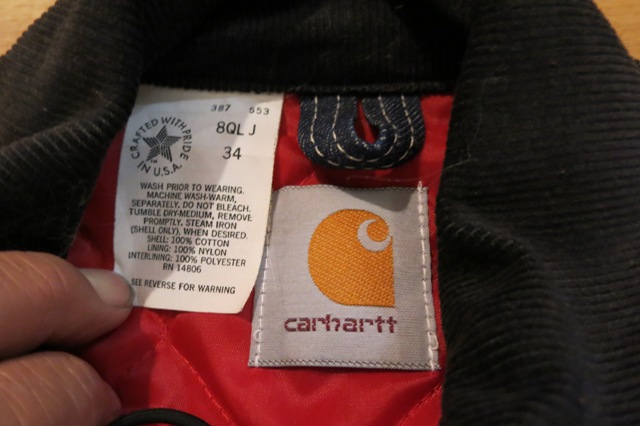 387 553
CRAFTED WITH PRIDE
IN U.S.A.
8QLJ
34
WASH PRIOR TO WEARING.
MACHINE WASH-WARM,
SEPARATELY. DO NOT BLEACH.
TUMBLE DRY-MEDIUM, REMOVE
PROMPTLY. STEAM IRON
(SHELL ONLY), WHEN DESIRED.
SHELL: 100% COTTON
LINING: 100% NYLON
INTERLINING: 100% POLYESTER
RN 14806
SEE REVERSE FOR WARNING
carhartt